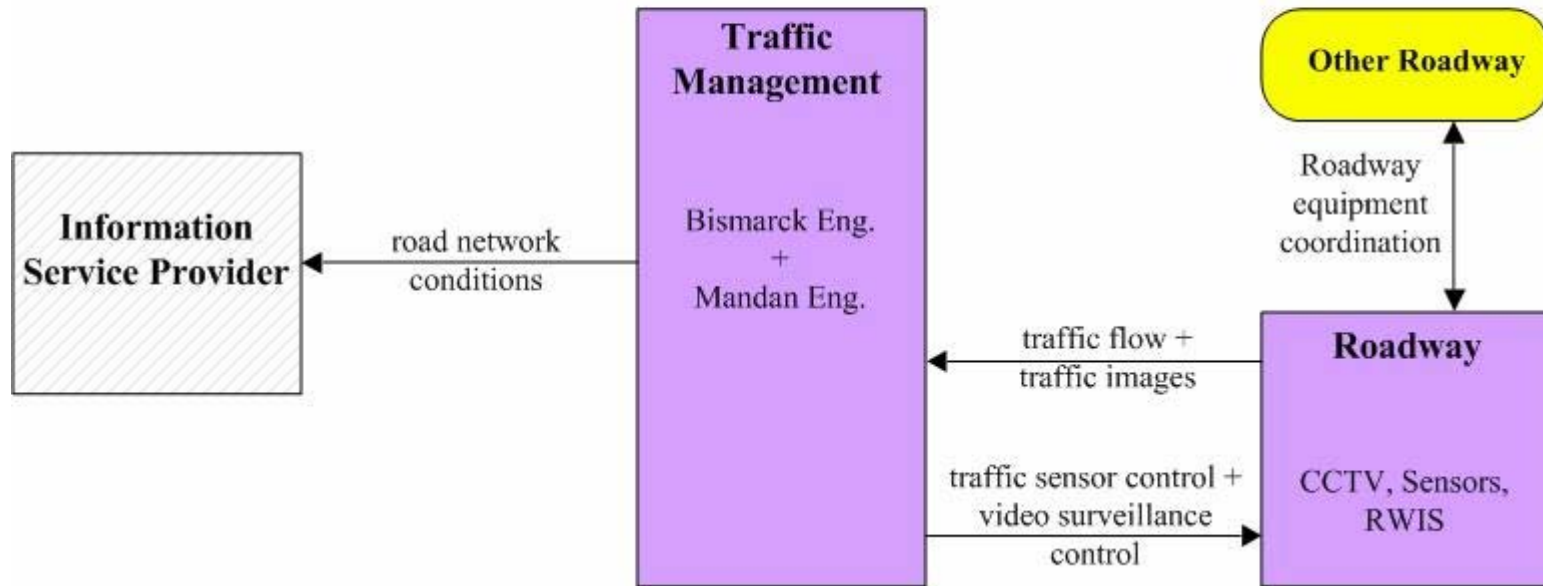 Traffic
Management
Bismarck Eng.
+
Mandan Eng.
Other Roadway
Roadway
equipment
coordination
Information
Service Provider
road network
conditions
traffic flow +
traffic images
Roadway
CCTV, Sensors,
RWIS
traffic sensor control +
video surveillance
control